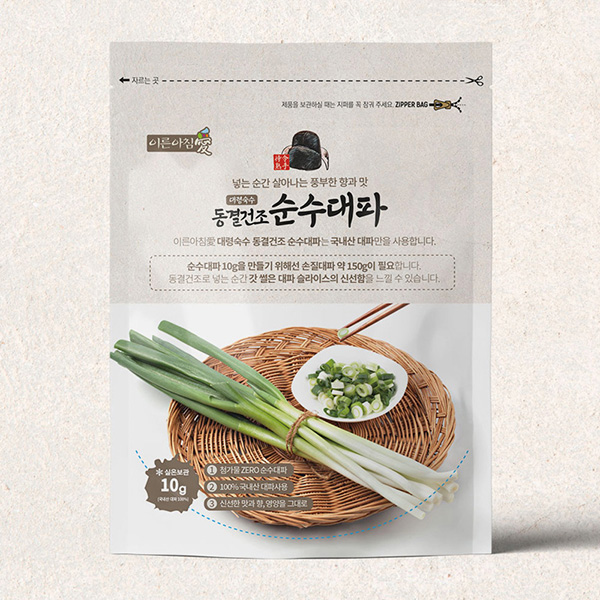 자르는 곳
제품을 보관하실 때는 지퍼를 꼭 잠궈 주세요. ZIPPER BAG
이른아침愛
넣는 순간 살아나는 풍부한 향과 맛
대령숙수
동결건조 순수대파
이른아침愛 대령숙수 동결건조 순수대파는 국내산 대파만을 사용합니다.
순수대파 10g을 만들기 위해선 손질대파 약 150g이 필요합니다.
동결건조로 넣는 순간 갓 썰은 대파 슬라이스의 신선함을 느낄 수 있습니다.
실온보관
10g
(국내산 대파 100%)
1 첨가물 ZERO 순수대파
2 100% 국내산 대파사용
3 신선한 맛과 향, 영양을 그대로